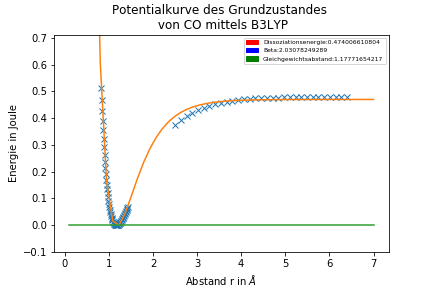 Potentialkurve des Grundzustandes
von CO mittels B3LYP
Dissoziationsenergie:0.474006610804
Beta:2.03078249289
Gleichgewichtsabstand:1.17771654217
Energie in Joule
0.7
0.6
0.5
0.4
0.3
0.2
0.1
0.0
−0.1
0 1 2 3 4 5 6 7
Abstand r in Å